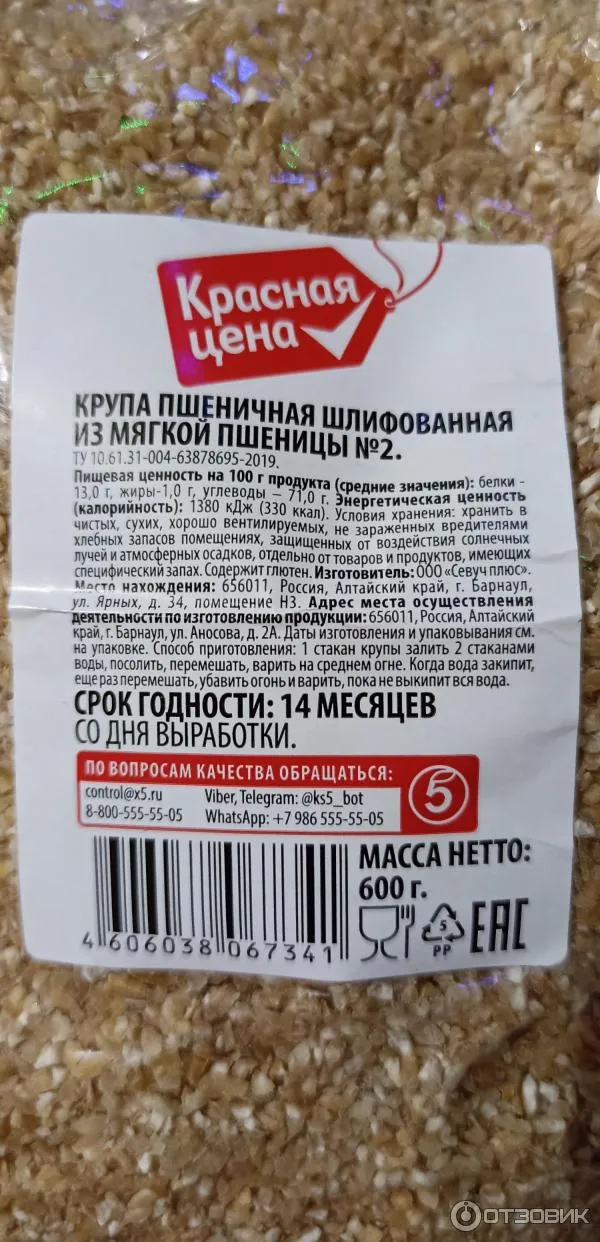 Красная
цена
КРУПА ПШЕНИЧНАЯ ШЛИФОВАННАЯ
ИЗ МЯГКОЙ ПШЕНИЦЫ №2.
ТУ 10.61.31-004-63878695-2019.
Пищевая ценность на 100 г продукта (средние значения): белки -
13,0 г, жиры-1,0 г, углеводы – 71,0 г. Энергетическая ценность
(калорийность): 1380 кДж (330 ккал). Условия хранения: хранить в
чистых, сухих, хорошо вентилируемых, не зараженных вредителями
хлебных запасов помещениях, защищенных от воздействия солнечных
лучей и атмосферных осадков, отдельно от товаров и продуктов, имеющих
специфический запах. Содержит глютен. Изготовитель: ООО «Севуч плюс».
Место нахождения: 656011, Россия, Алтайский край, г. Барнаул,
ул. Ярных, д. 34, помещение Н3. Адрес места осуществления
деятельности по изготовлению продукции: 656011, Россия, Алтайский
край, г. Барнаул, ул. Аносова, д. 2А. Даты изготовления и упаковывания см.
на упаковке. Способ приготовления: 1 стакан крупы залить 2 стаканами
воды, посолить, перемешать, варить на среднем огне. Когда вода закипит,
еще раз перемешать, убавить огонь и варить, пока не выкипит вся вода.
СРОК ГОДНОСТИ: 14 МЕСЯЦЕВ
СО ДНЯ ВЫРАБОТКИ.
ПО ВОПРОСАМ КАЧЕСТВА ОБРАЩАТЬСЯ:
control@x5.ru Viber, Telegram: @ks5_bot
8-800-555-55-05 WhatsApp: +7 986 555-55-05
5
МАССА НЕТТО:
600 г.
4 606038 067341
5
PP
EAC
ОТЗОВИК